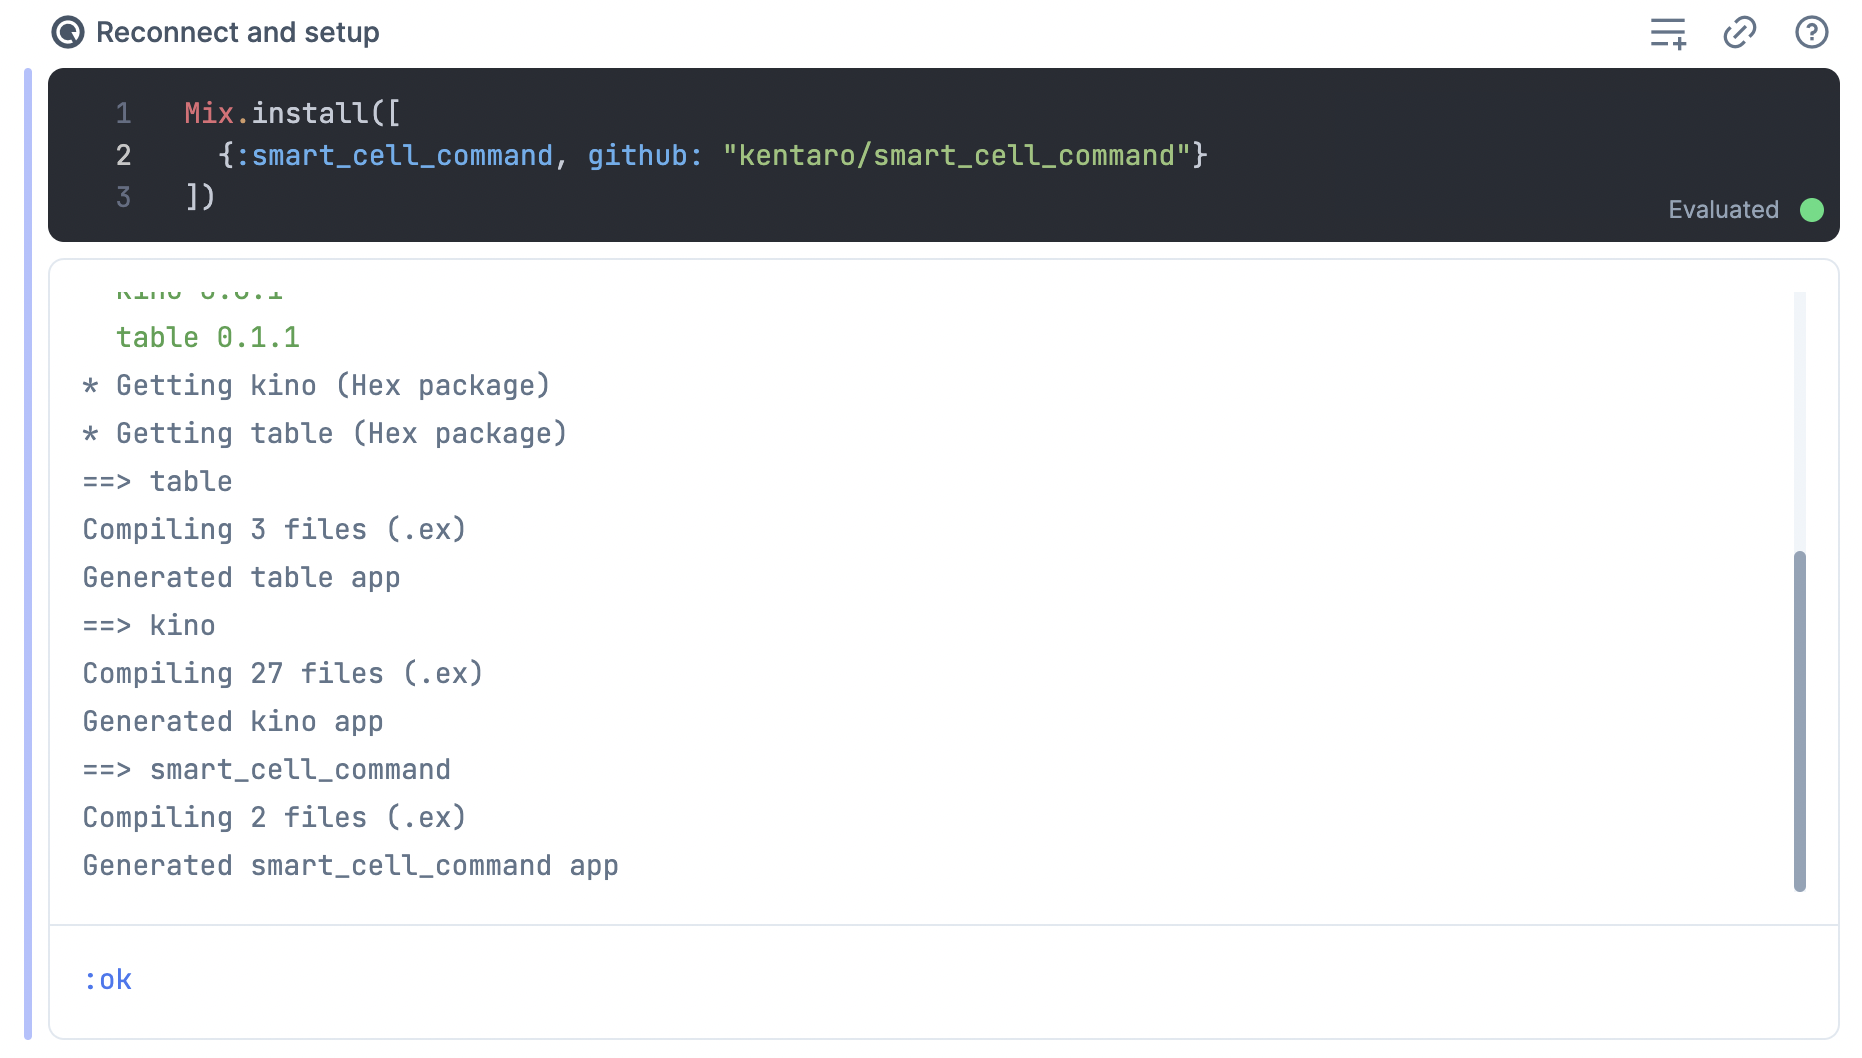 Reconnect and setup
1 Mix.install([
2   {:smart_cell_command, github: "kentaro/smart_cell_command"}
3 ])
Evaluated
table 0.1.1
* Getting kino (Hex package)
* Getting table (Hex package)
==> table
Compiling 3 files (.ex)
Generated table app
==> kino
Compiling 27 files (.ex)
Generated kino app
==> smart_cell_command
Compiling 2 files (.ex)
Generated smart_cell_command app
:ok